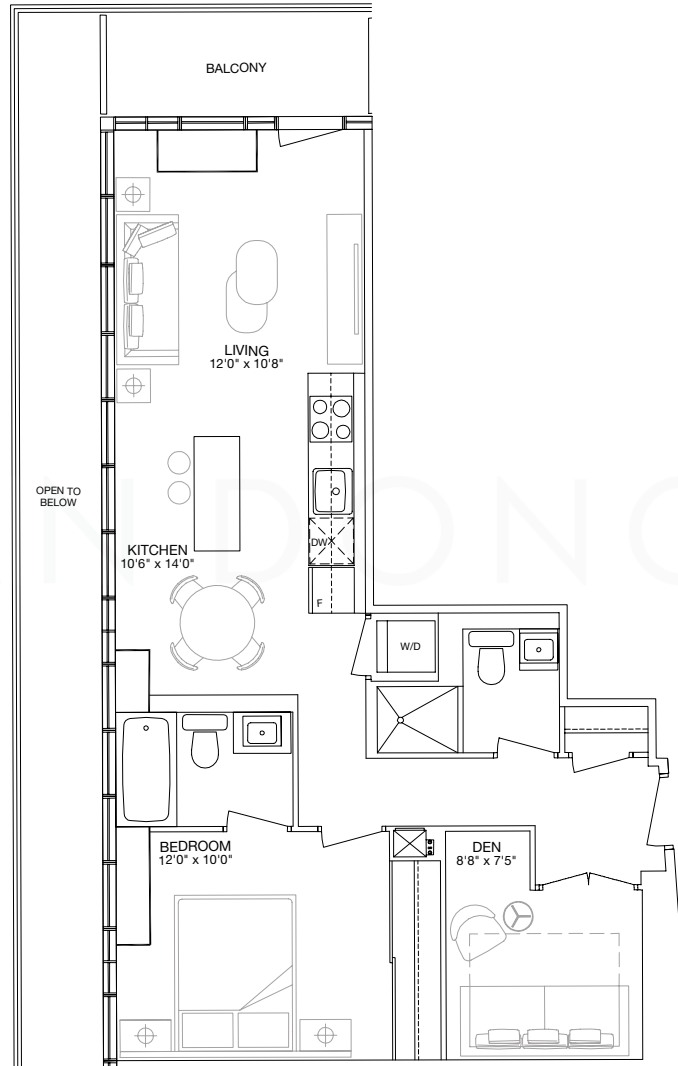 BALCONY
LIVING
12'0" x 10'8"
OPEN TO
BELOW
DW
KITCHEN
10'6" x 14'0"
F
W/D
BEDROOM
12'0" x 10'0"
DEN
8'8" x 7'5"